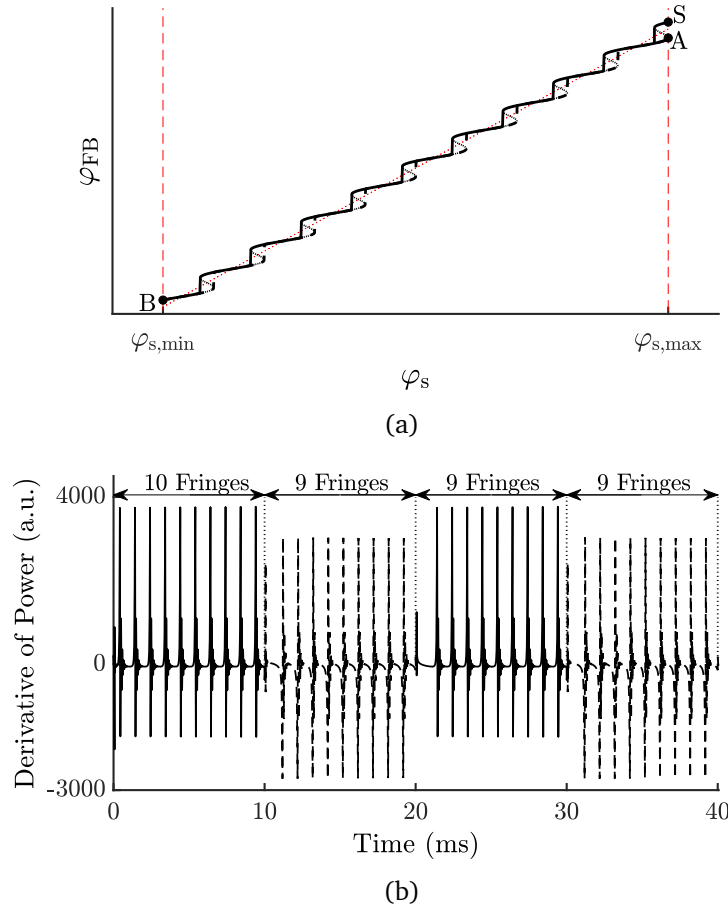 S
A
φFB
B
φs,min
φs,max
φs
(a)
10 Fringes
9 Fringes
9 Fringes
9 Fringes
4000
0
-3000
Derivative of Power (a.u.)
0
10
20
30
40
Time (ms)
(b)